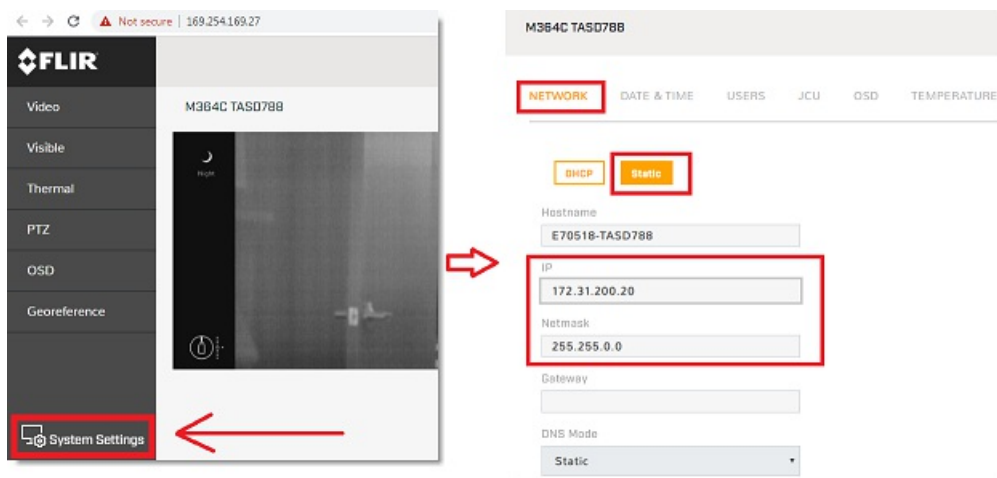 Not secure | 169.254.169.27
FLIR
Video
Visible
Thermal
PTZ
OSD
Georeference
System Settings
M364C TASD788
Night
M364C TASD788
NETWORK DATE & TIME USERS JCU OSD TEMPERATURE
DHCP Static
Hostname
E70518-TASD788
IP
172.31.200.20
Netmask
255.255.0.0
Gateway
DNS Mode
Static